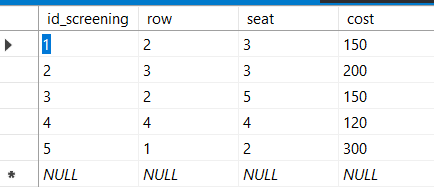 id_screening row seat cost
1 2 3 150
2 3 3 200
3 2 5 150
4 4 4 120
5 1 2 300
* NULL NULL NULL NULL